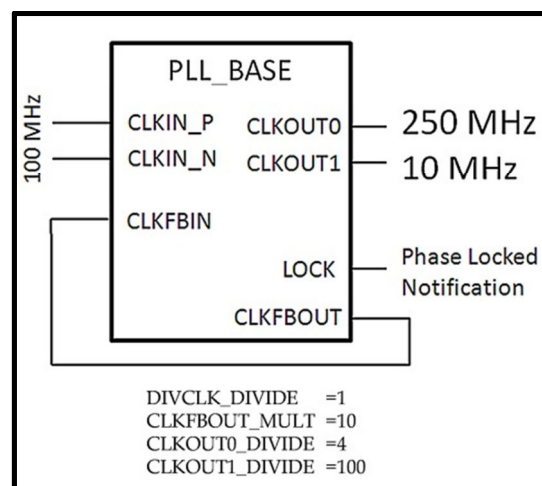 PLL_BASE
100 MHz
CLKIN_P
CLKIN_N
CLKFBIN
CLKOUT0
CLKOUT1
LOCK
CLKFBOUT
250 MHz
10 MHz
Phase Locked
Notification
DIVCLK_DIVIDE =1
CLKFBOUT_MULT =10
CLKOUT0_DIVIDE =4
CLKOUT1_DIVIDE =100